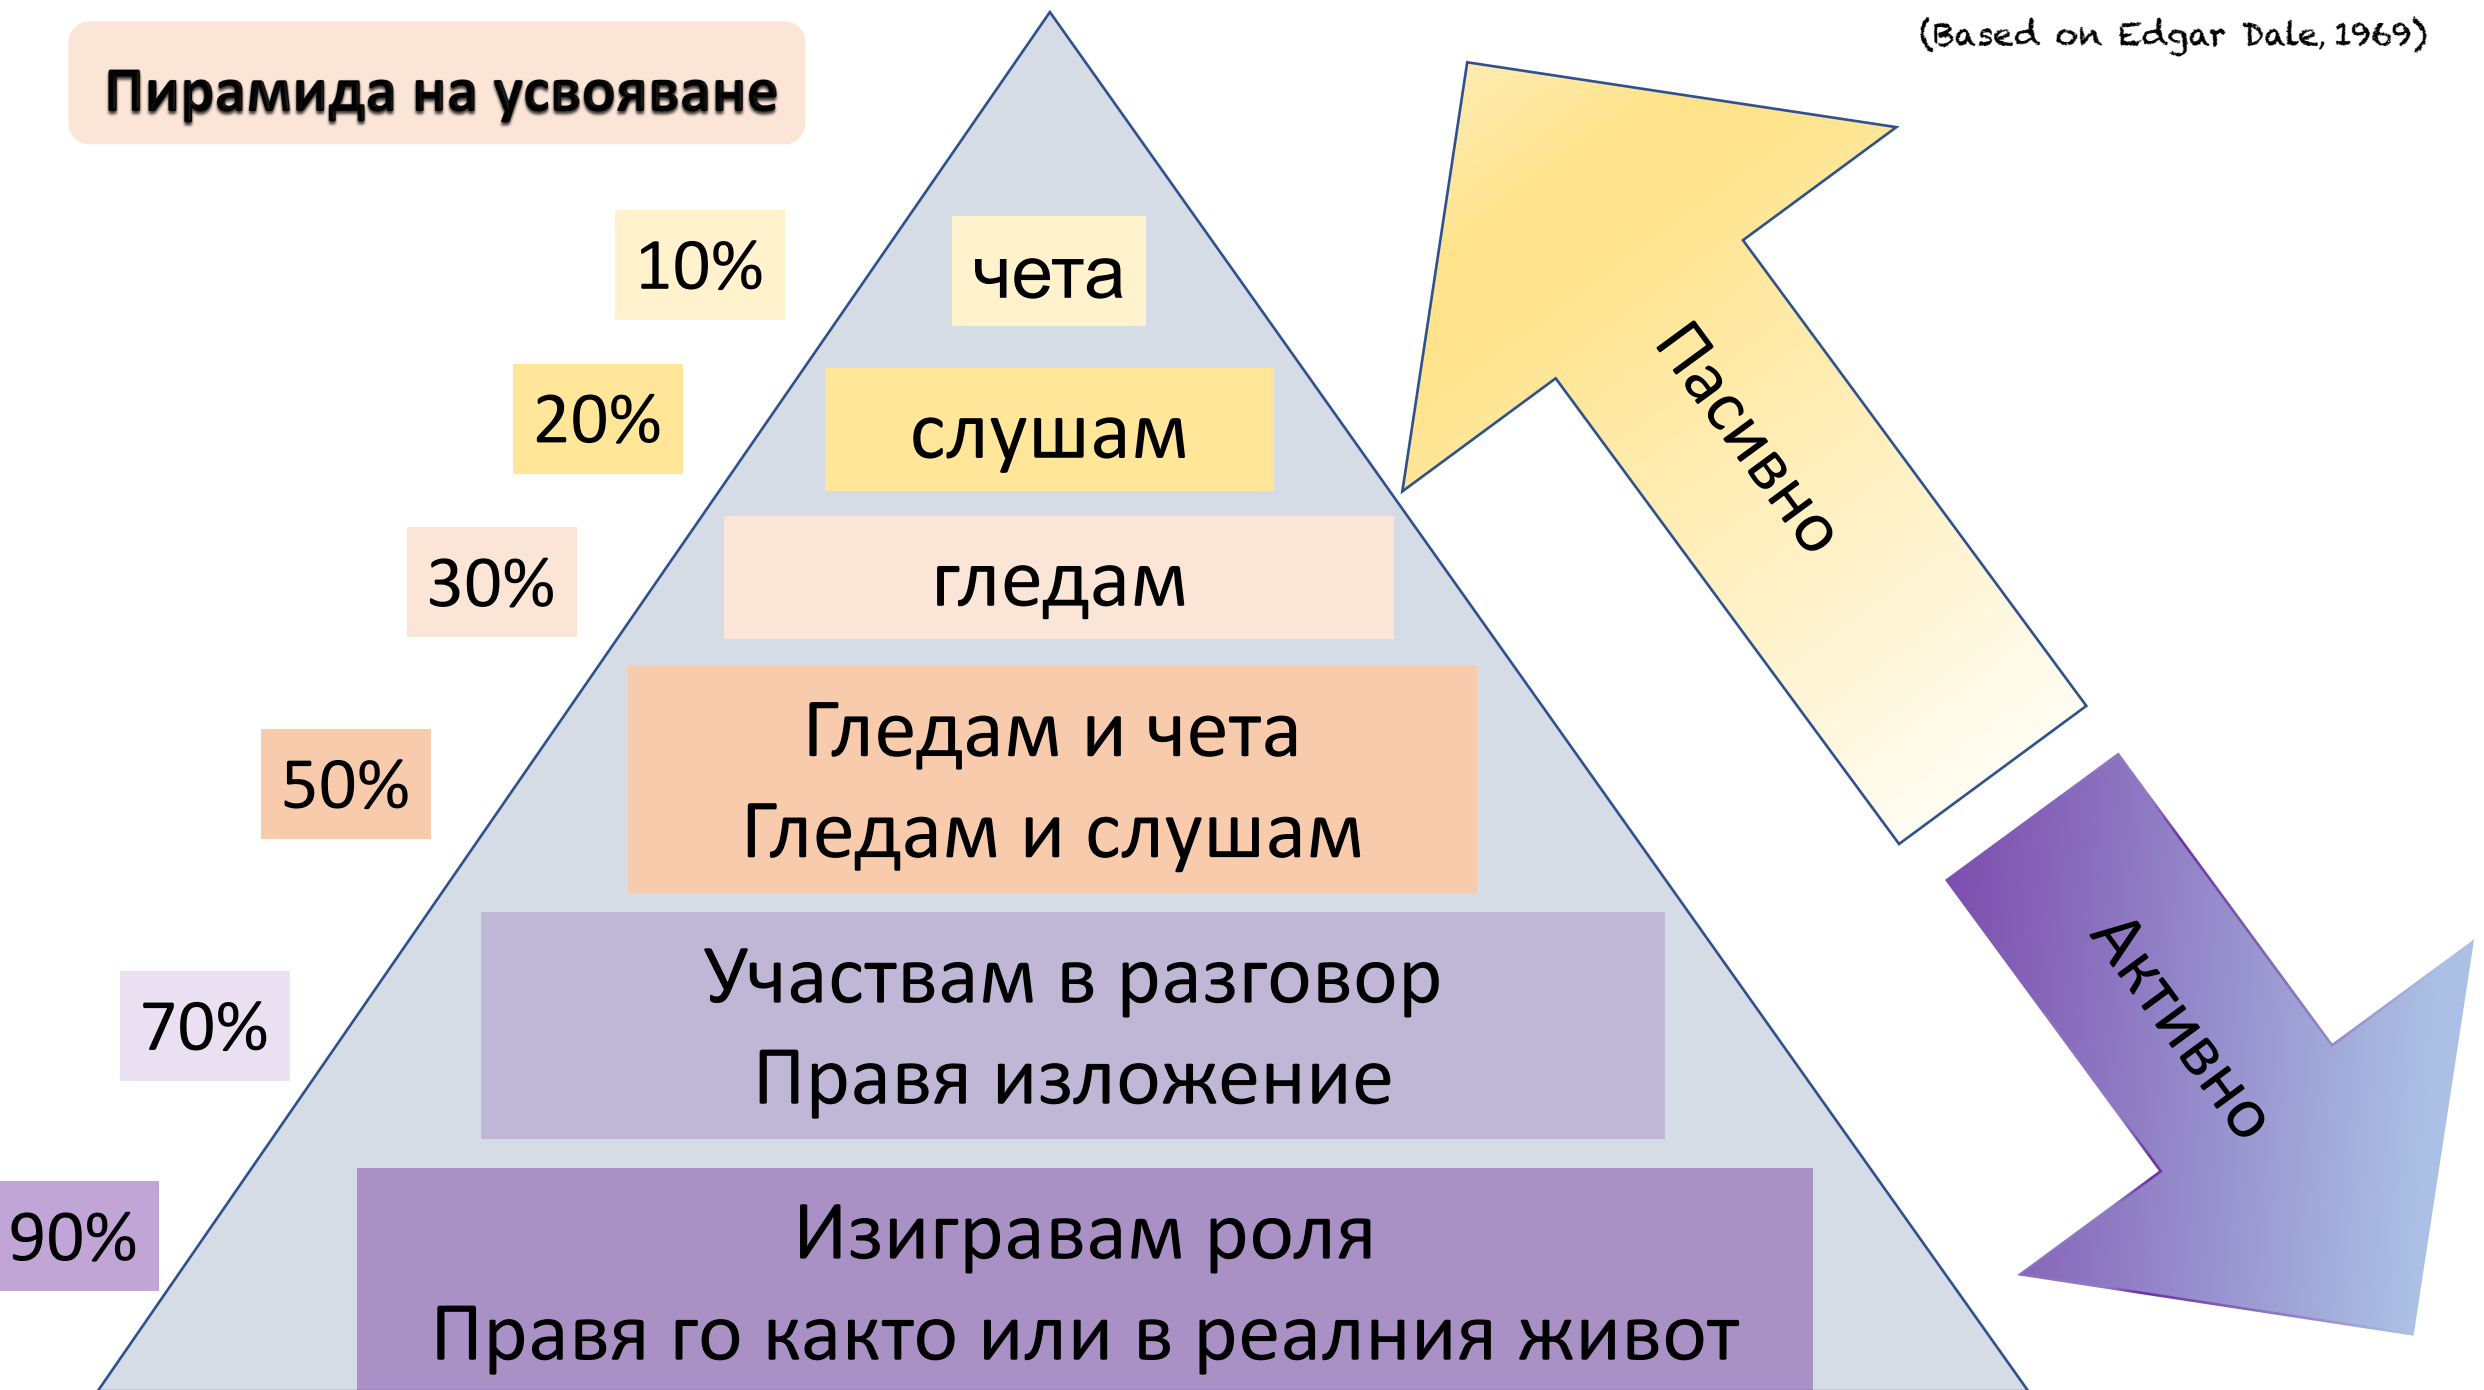 (Based on Edgar Dale, 1969)
Пирамида на усвояване
10%
чета
20%
слушам
30%
гледам
50%
Гледам и чета
Гледам и слушам
70%
Участвам в разговор
Правя изложение
90%
Изигравам роля
Правя го както или в реалния живот
Пасивно
Активно